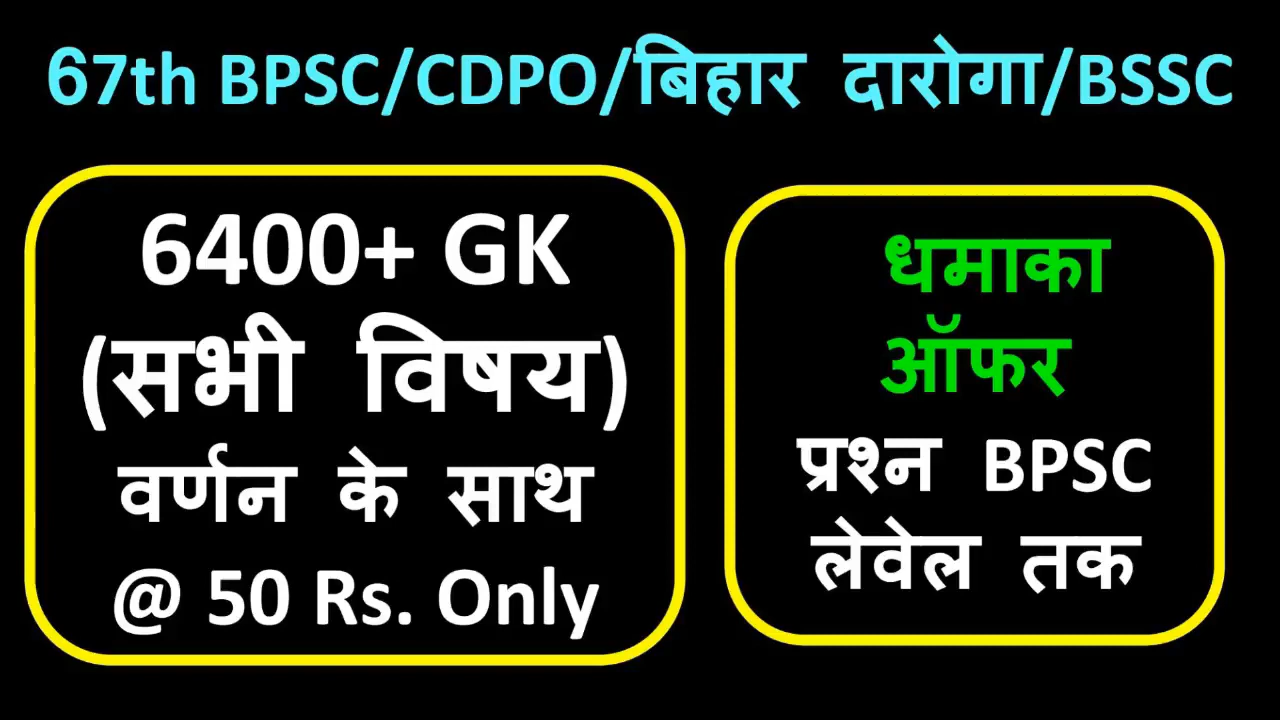 67th BPSC/CDPO/बिहार दारोगा/BSSC
6400+ GK
(सभी विषय)
वर्णन के साथ
@ 50 Rs. Only
धमाका
ऑफर
प्रश्न BPSC
लेवेल तक